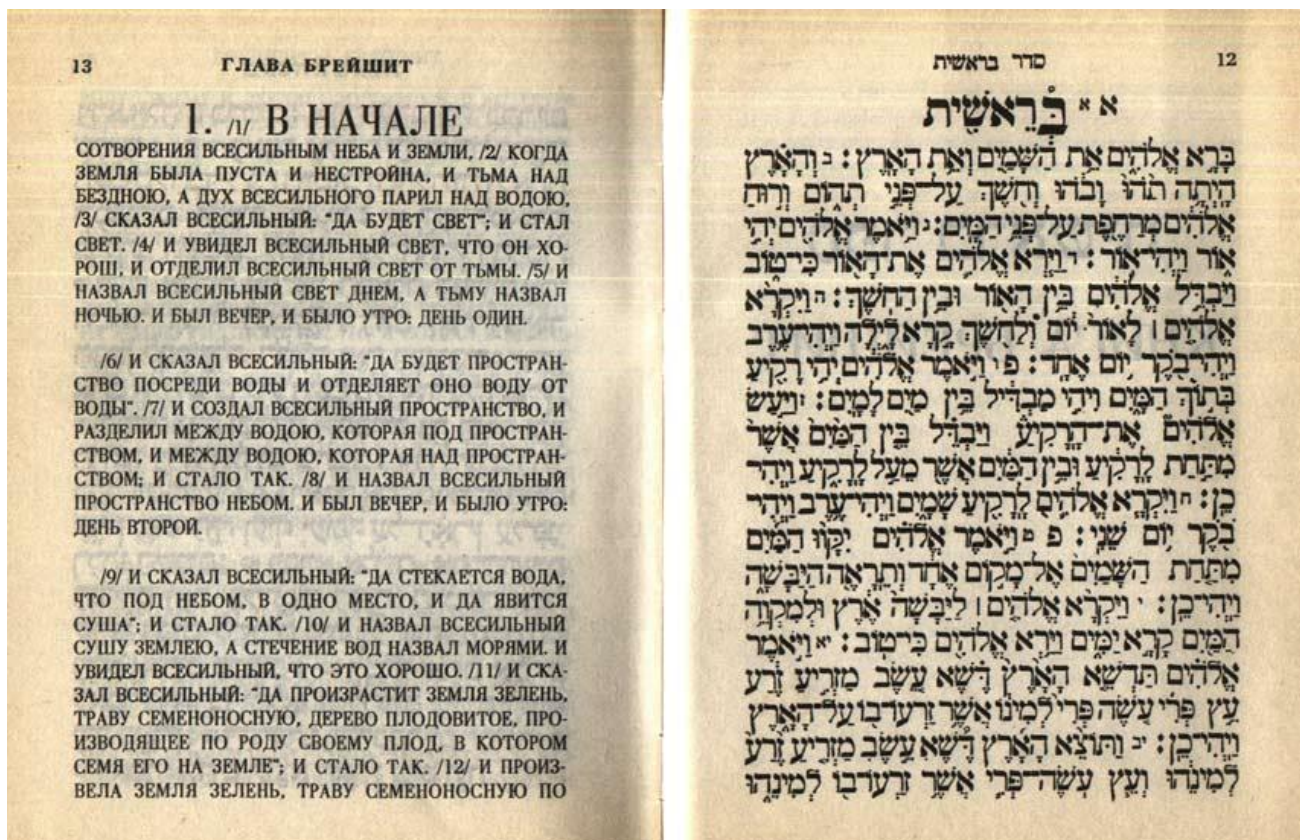 13 ГЛАВА БРЕЙШИТ
I. /1/ В НАЧАЛЕ
СОТВОРЕНИЯ ВСЕСИЛЬНЫМ НЕБА И ЗЕМЛИ, /2/ КОГДА
ЗЕМЛЯ БЫЛА ПУСТА И НЕСТРОЙНА, И ТЬМА НАД
БЕЗДНОЮ, А ДУХ ВСЕСИЛЬНОГО ПАРИЛ НАД ВОДОЮ,
/3/ СКАЗАЛ ВСЕСИЛЬНЫЙ: "ДА БУДЕТ СВЕТ"; И СТАЛ
СВЕТ. /4/ И УВИДЕЛ ВСЕСИЛЬНЫЙ СВЕТ, ЧТО ОН ХО-
РОШ, И ОТДЕЛИЛ ВСЕСИЛЬНЫЙ СВЕТ ОТ ТЬМЫ. /5/ И
НАЗВАЛ ВСЕСИЛЬНЫЙ СВЕТ ДНЕМ, А ТЬМУ НАЗВАЛ
НОЧЬЮ. И БЫЛ ВЕЧЕР, И БЫЛО УТРО: ДЕНЬ ОДИН.
/6/ И СКАЗАЛ ВСЕСИЛЬНЫЙ: "ДА БУДЕТ ПРОСТРАН-
СТВО ПОСРЕДИ ВОДЫ И ОТДЕЛЯЕТ ОНО ВОДУ ОТ
ВОДЫ". /7/ И СОЗДАЛ ВСЕСИЛЬНЫЙ ПРОСТРАНСТВО, И
РАЗДЕЛИЛ МЕЖДУ ВОДОЮ, КОТОРАЯ ПОД ПРОСТРАН-
СТВОМ, И МЕЖДУ ВОДОЮ, КОТОРАЯ НАД ПРОСТРАН-
СТВОМ; И СТАЛО ТАК. /8/ И НАЗВАЛ ВСЕСИЛЬНЫЙ
ПРОСТРАНСТВО НЕБОМ. И БЫЛ ВЕЧЕР, И БЫЛО УТРО:
ДЕНЬ ВТОРОЙ.
/9/ И СКАЗАЛ ВСЕСИЛЬНЫЙ: "ДА СТЕКАЕТСЯ ВОДА,
ЧТО ПОД НЕБОМ, В ОДНО МЕСТО, И ДА ЯВИТСЯ
СУША"; И СТАЛО ТАК. /10/ И НАЗВАЛ ВСЕСИЛЬНЫЙ
СУШУ ЗЕМЛЕЮ, А СТЕЧЕНИЕ ВОД НАЗВАЛ МОРЯМИ. И
УВИДЕЛ ВСЕСИЛЬНЫЙ, ЧТО ЭТО ХОРОШО. /11/ И СКА-
ЗАЛ ВСЕСИЛЬНЫЙ: "ДА ПРОИЗРАСТИТ ЗЕМЛЯ ЗЕЛЕНЬ,
ТРАВУ СЕМЕНОНОСНУЮ, ДЕРЕВО ПЛОДОВИТОЕ, ПРО-
ИЗВОДЯЩЕЕ ПО РОДУ СВОЕМУ ПЛОД, В КОТОРОМ
СЕМЯ ЕГО НА ЗЕМЛЕ"; И СТАЛО ТАК. /12/ И ПРОИЗ-
ВЕЛА ЗЕМЛЯ ЗЕЛЕНЬ, ТРАВУ СЕМЕНОНОСНУЮ ПО
סדר בראשית 12
א א בְּרֵאשִׁית
בָּרָא אֱלֹהִים אֵת הַשָּׁמַיִם וְאֵת הָאָרֶץ: ב וְהָאָרֶץ
הָיְתָה תֹהוּ וָבֹהוּ וְחֹשֶׁךְ עַל־פְּנֵי תְהוֹם וְרוּחַ
אֱלֹהִים מְרַחֶפֶת עַל־פְּנֵי הַמָּיִם: ג וַיֹּאמֶר אֱלֹהִים יְהִי
אוֹר וַיְהִי־אוֹר: ד וַיַּרְא אֱלֹהִים אֶת־הָאוֹר כִּי־טוֹב
וַיַּבְדֵּל אֱלֹהִים בֵּין הָאוֹר וּבֵין הַחֹשֶׁךְ: ה וַיִּקְרָא
אֱלֹהִים ׀ לָאוֹר יוֹם וְלַחֹשֶׁךְ קָרָא לָיְלָה וַיְהִי־עֶרֶב
וַיְהִי־בֹקֶר יוֹם אֶחָד: פ ו וַיֹּאמֶר אֱלֹהִים יְהִי רָקִיעַ
בְּתוֹךְ הַמָּיִם וִיהִי מַבְדִּיל בֵּין מַיִם לָמָיִם: ז וַיַּעַשׂ
אֱלֹהִים אֶת־הָרָקִיעַ וַיַּבְדֵּל בֵּין הַמַּיִם אֲשֶׁר
מִתַּחַת לָרָקִיעַ וּבֵין הַמַּיִם אֲשֶׁר מֵעַל לָרָקִיעַ וַיְהִי־
כֵן: ח וַיִּקְרָא אֱלֹהִים לָרָקִיעַ שָׁמָיִם וַיְהִי־עֶרֶב וַיְהִי־
בֹקֶר יוֹם שֵׁנִי: פ ט וַיֹּאמֶר אֱלֹהִים יִקָּווּ הַמַּיִם
מִתַּחַת הַשָּׁמַיִם אֶל־מָקוֹם אֶחָד וְתֵרָאֶה הַיַּבָּשָׁה
וַיְהִי־כֵן: י וַיִּקְרָא אֱלֹהִים ׀ לַיַּבָּשָׁה אֶרֶץ וּלְמִקְוֵה
הַמַּיִם קָרָא יַמִּים וַיַּרְא אֱלֹהִים כִּי־טוֹב: יא וַיֹּאמֶר
אֱלֹהִים תַּדְשֵׁא הָאָרֶץ דֶּשֶׁא עֵשֶׂב מַזְרִיעַ זֶרַע
עֵץ פְּרִי עֹשֶׂה פְּרִי לְמִינוֹ אֲשֶׁר זַרְעוֹ־בוֹ עַל־הָאָרֶץ
וַיְהִי־כֵן: יב וַתּוֹצֵא הָאָרֶץ דֶּשֶׁא עֵשֶׂב מַזְרִיעַ זֶרַע
לְמִינֵהוּ וְעֵץ עֹשֶׂה־פְּרִי אֲשֶׁר זַרְעוֹ־בוֹ לְמִינֵהוּ